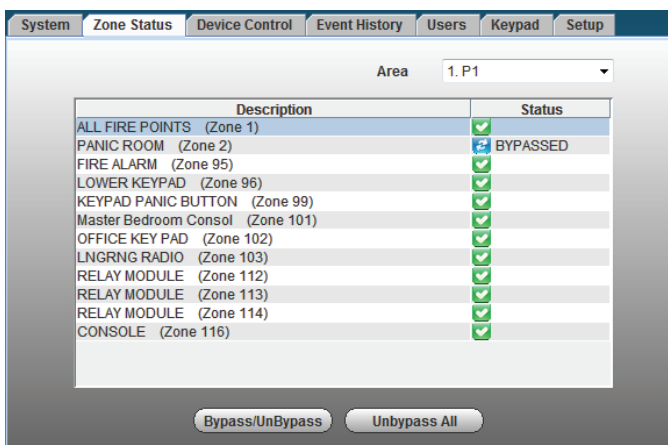 System Zone Status Device Control Event History Users Keypad Setup
Area 1. P1
Description Status
ALL FIRE POINTS (Zone 1)
PANIC ROOM (Zone 2) BYPASSED
FIRE ALARM (Zone 95)
LOWER KEYPAD (Zone 96)
KEYPAD PANIC BUTTON (Zone 99)
Master Bedroom Consol (Zone 101)
OFFICE KEY PAD (Zone 102)
LNGRNG RADIO (Zone 103)
RELAY MODULE (Zone 112)
RELAY MODULE (Zone 113)
RELAY MODULE (Zone 114)
CONSOLE (Zone 116)
Bypass/UnBypass Unbypass All